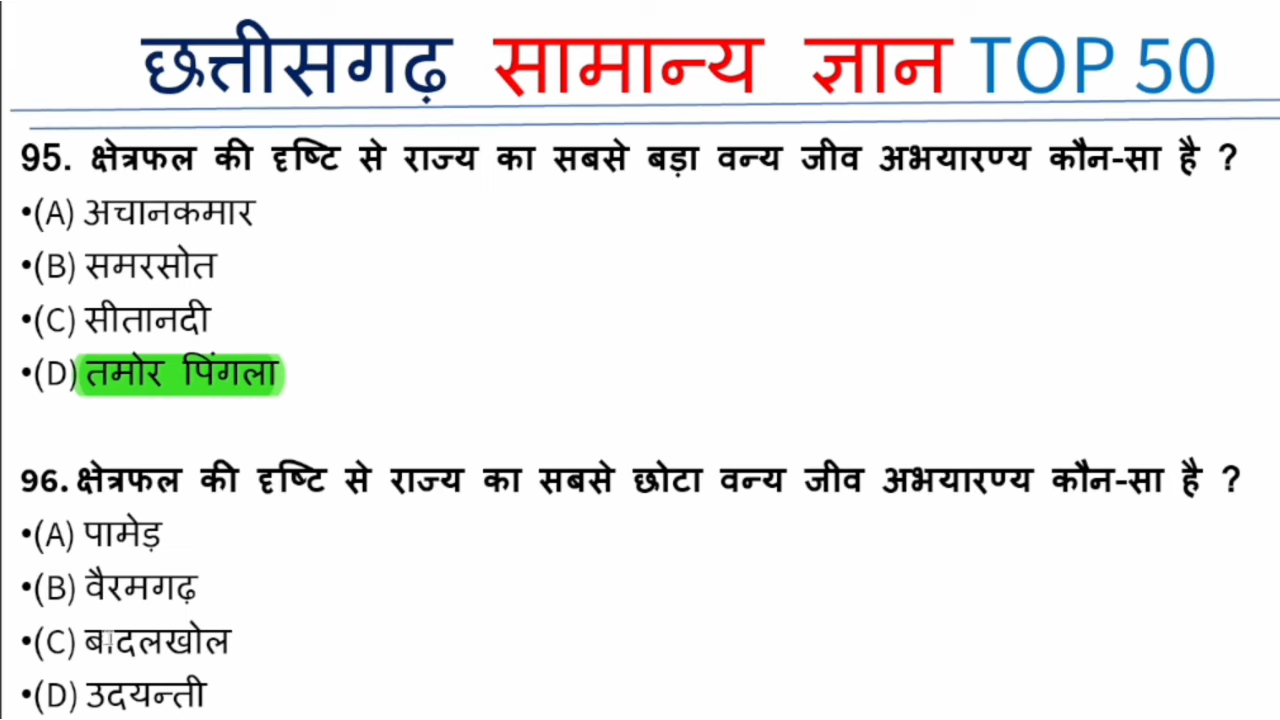 छत्तीसगढ़ सामान्य ज्ञान TOP 50
95. क्षेत्रफल की दृष्टि से राज्य का सबसे बड़ा वन्य जीव अभयारण्य कौन-सा है ?
•(A) अचानकमार
•(B) समरसोत
•(C) सीतानदी
•(D) तमोर पिंगला
96. क्षेत्रफल की दृष्टि से राज्य का सबसे छोटा वन्य जीव अभयारण्य कौन-सा है ?
•(A) पामेड़
•(B) वैरमगढ़
•(C) बादलखोल
•(D) उदयन्ती